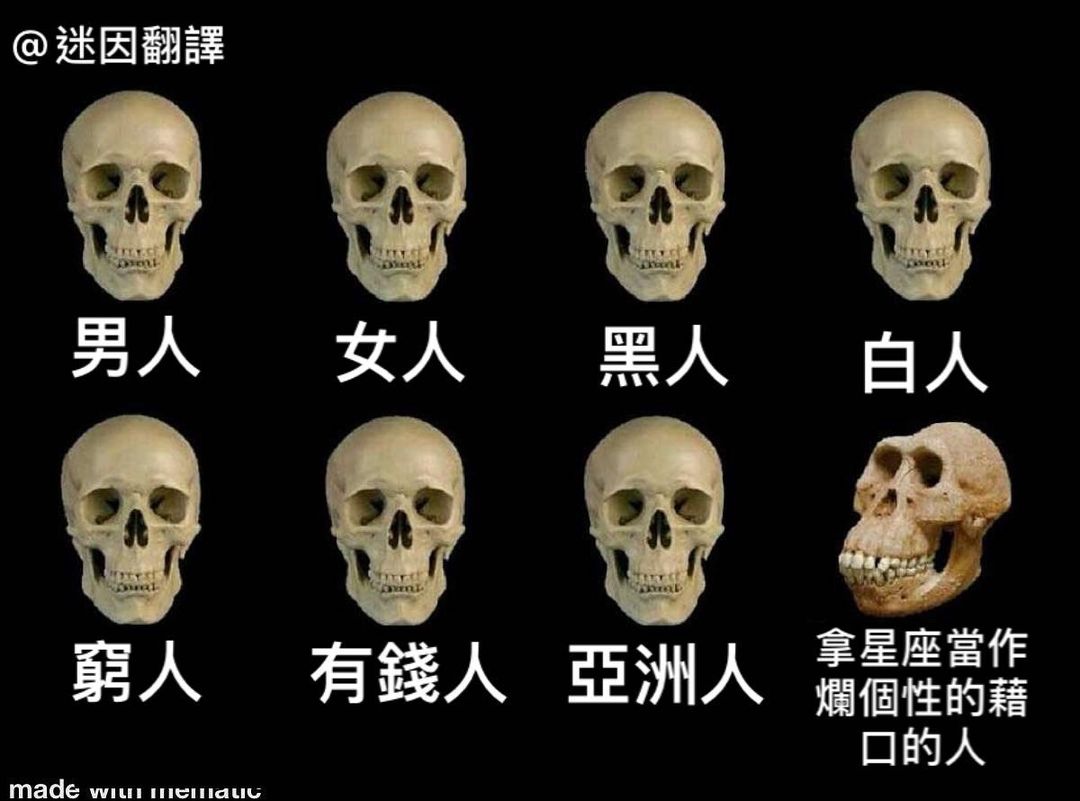 @迷因翻譯
男人
女人
黑人
白人
窮人
有錢人
亞洲人
拿星座當作
爛個性的藉
口的人
made with mematic